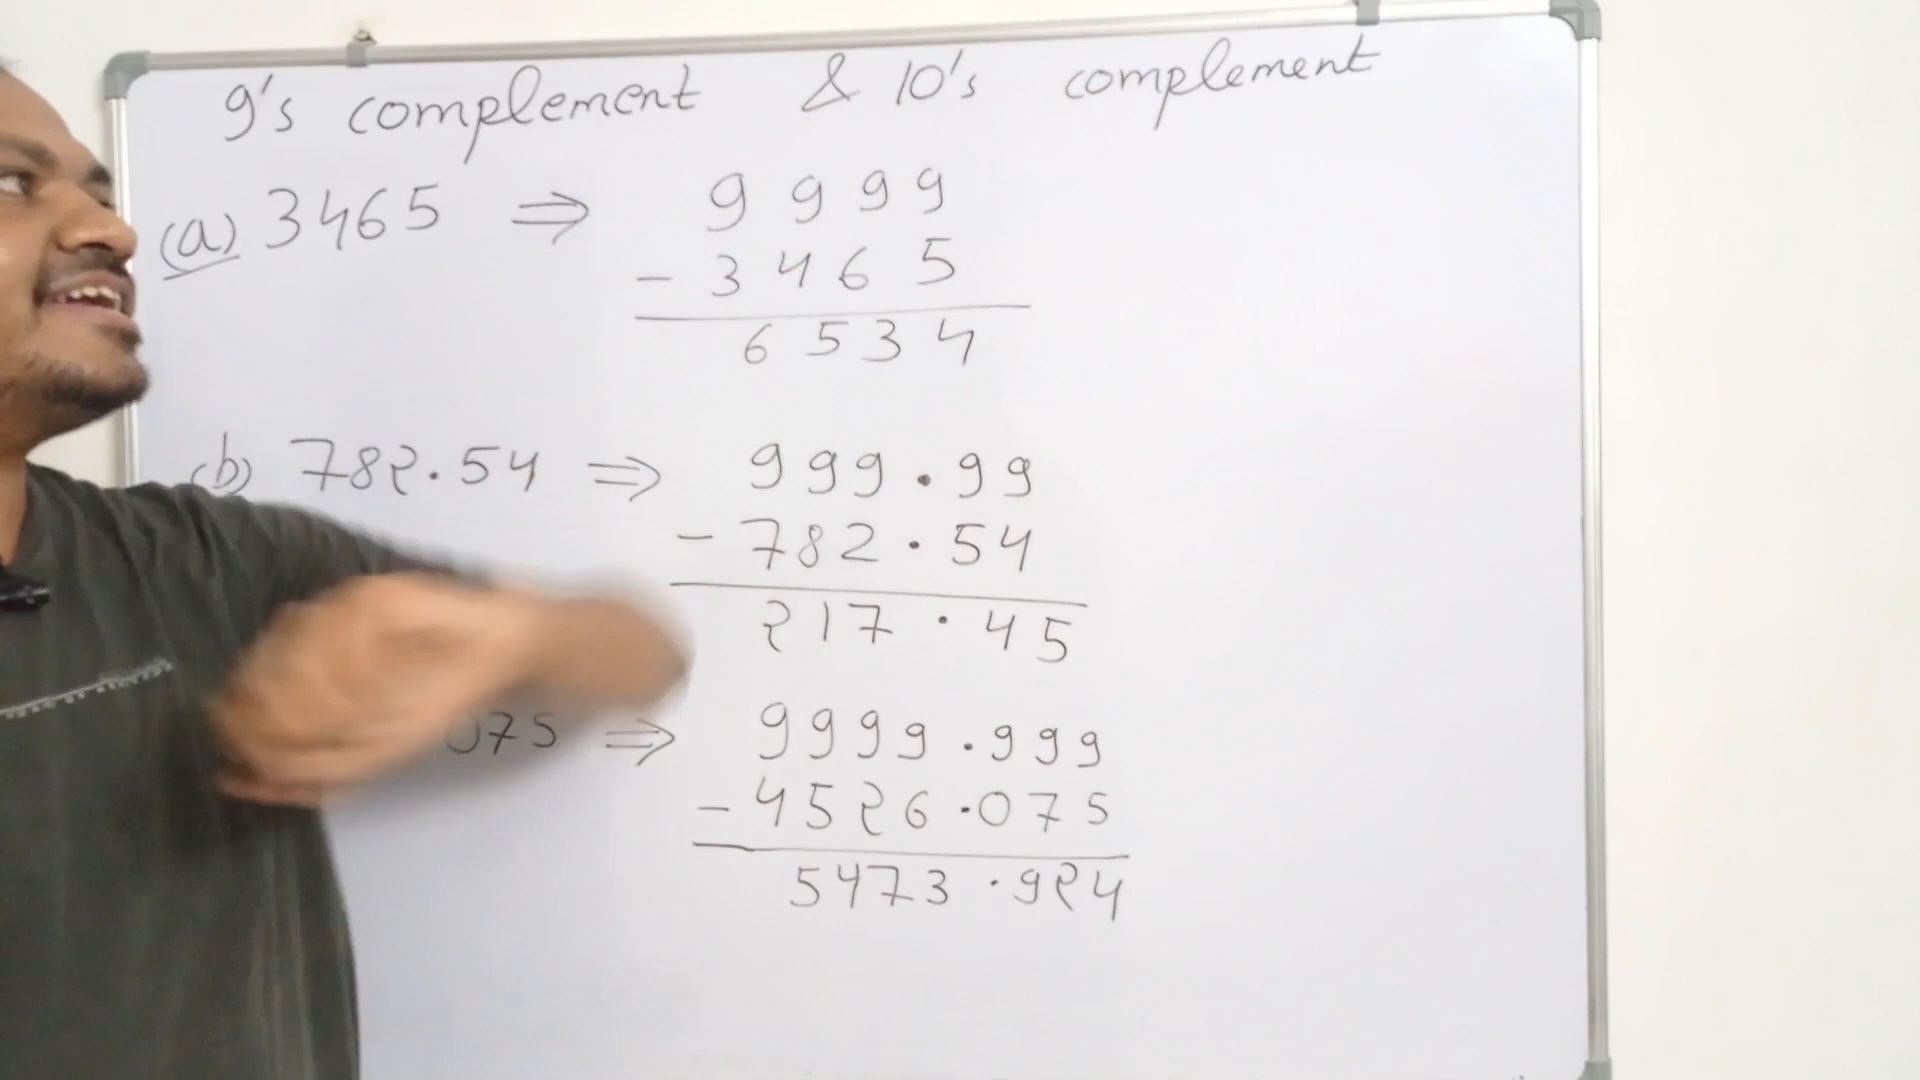 9's complement & 10's complement
(a) 3465 ⇒ 9999
- 3465
6534
(b) 782.54 ⇒ 999.99
- 782.54
217.45
075 ⇒ 9999.999
- 4526.075
5473.924